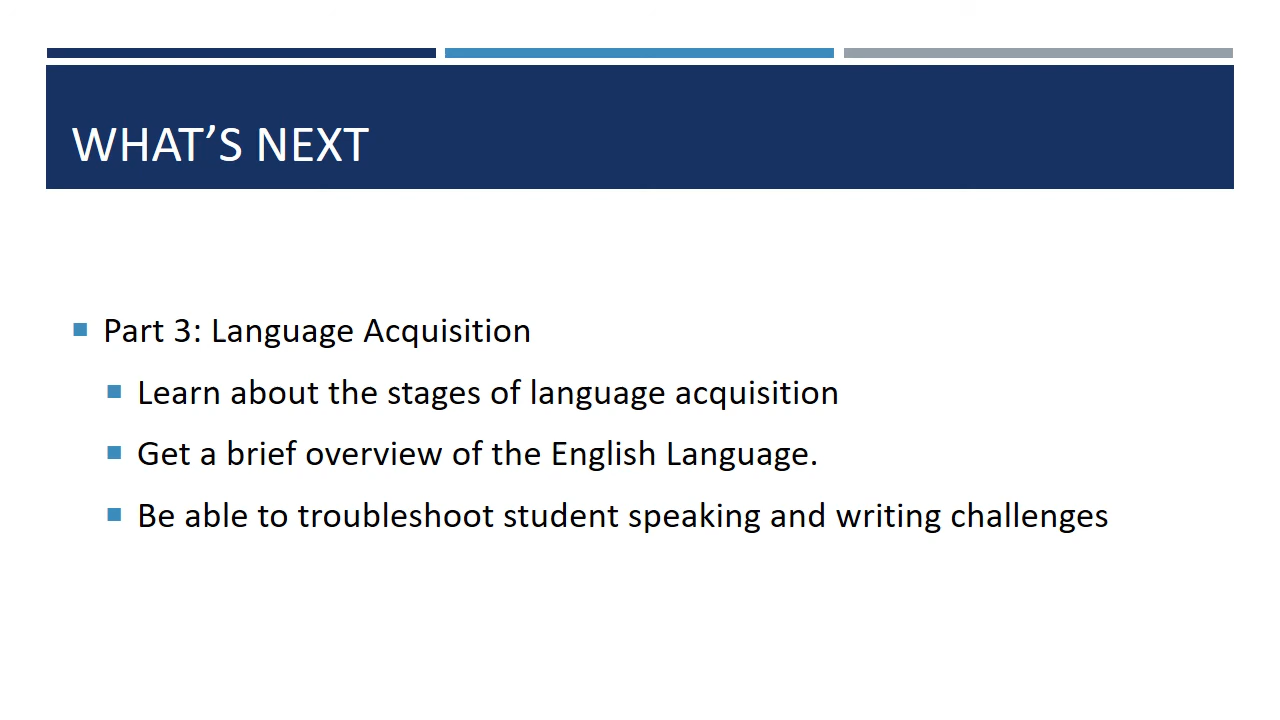 WHAT’S NEXT
Part 3: Language Acquisition
Learn about the stages of language acquisition
Get a brief overview of the English Language.
Be able to troubleshoot student speaking and writing challenges